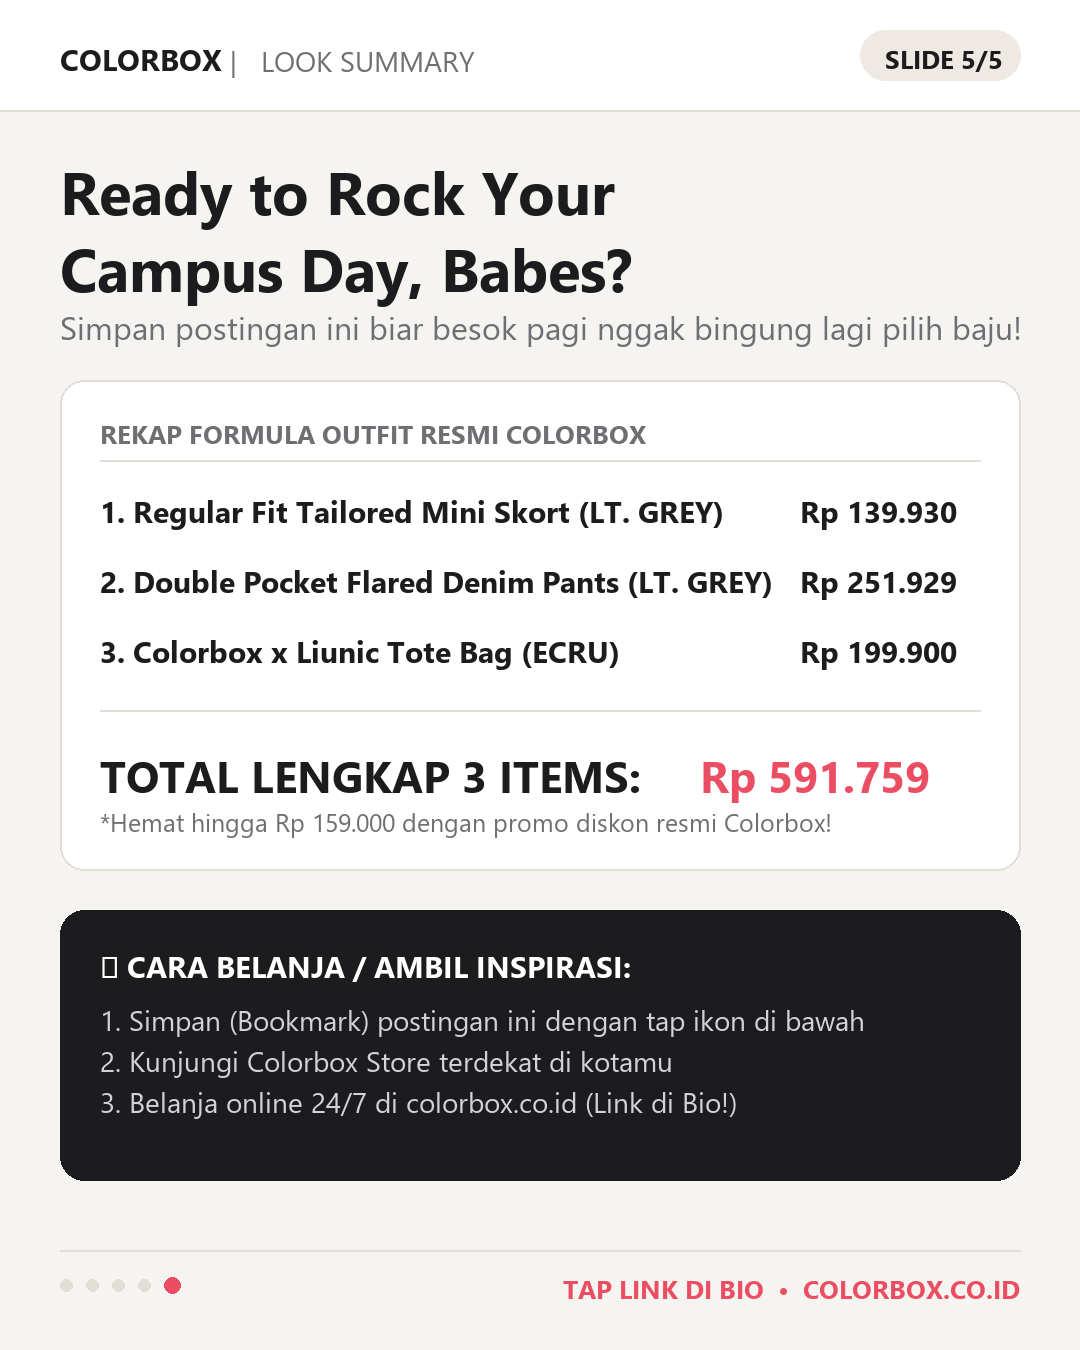 COLORBOX | LOOK SUMMARY
SLIDE 5/5
Ready to Rock Your
Campus Day, Babes?
Simpan postingan ini biar besok pagi nggak bingung lagi pilih baju!
REKAP FORMULA OUTFIT RESMI COLORBOX
1. Regular Fit Tailored Mini Skort (LT. GREY) Rp 139.930
2. Double Pocket Flared Denim Pants (LT. GREY) Rp 251.929
3. Colorbox x Liunic Tote Bag (ECRU) Rp 199.900
TOTAL LENGKAP 3 ITEMS: Rp 591.759
*Hemat hingga Rp 159.000 dengan promo diskon resmi Colorbox!
CARA BELANJA / AMBIL INSPIRASI:
1. Simpan (Bookmark) postingan ini dengan tap ikon di bawah
2. Kunjungi Colorbox Store terdekat di kotamu
3. Belanja online 24/7 di colorbox.co.id (Link di Bio!)
TAP LINK DI BIO • COLORBOX.CO.ID